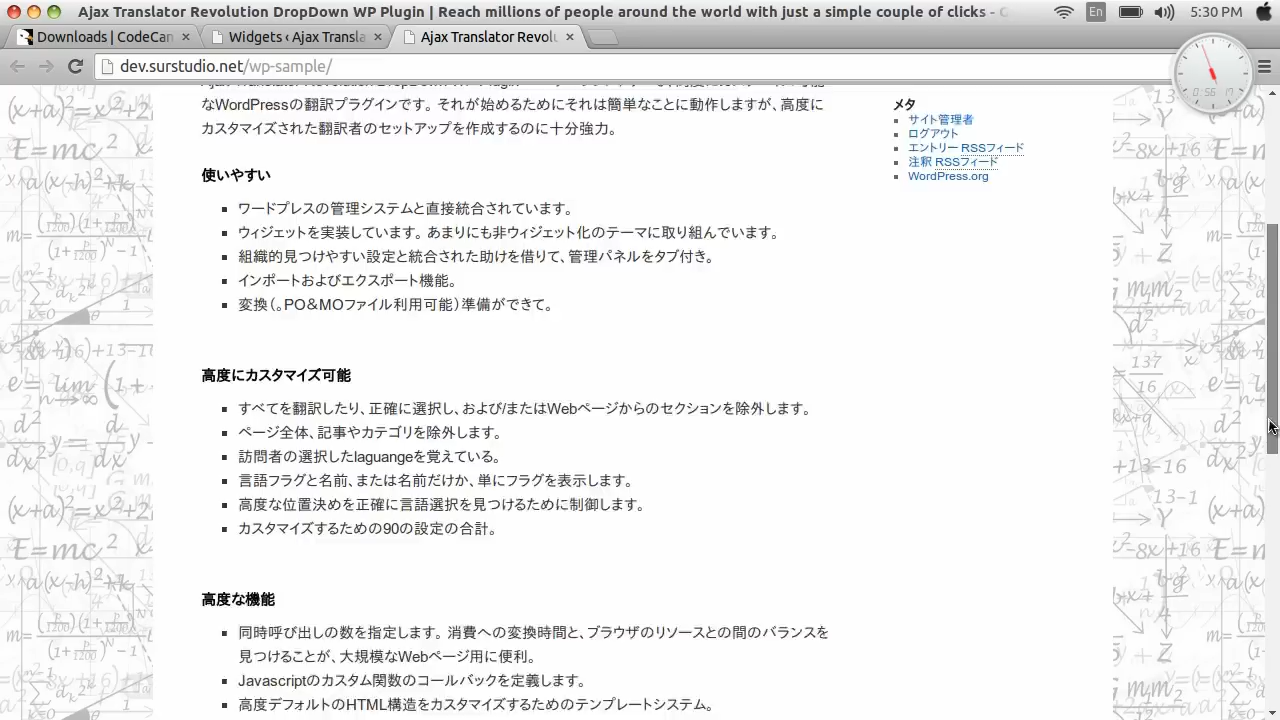 Ajax Translator Revolution DropDown WP Plugin | Reach millions of people around the world with just a simple couple of clicks -
En
5:30 PM
Downloads | CodeCan
Widgets ‹ Ajax Transla
Ajax Translator Revolu
dev.surstudio.net/wp-sample/
なWordPressの翻訳プラグインです。それが始めるためにそれは簡単なことに動作しますが、高度に
カスタマイズされた翻訳者のセットアップを作成するのに十分強力。
使いやすい
ワードプレスの管理システムと直接統合されています。
ウィジェットを実装しています。あまりにも非ウィジェット化のテーマに取り組んでいます。
組織的見つけやすい設定と統合された助けを借りて、管理パネルをタブ付き。
インポートおよびエクスポート機能。
変換（。PO＆MOファイル利用可能）準備ができて。
高度にカスタマイズ可能
すべてを翻訳したり、正確に選択し、および/またはWebページからのセクションを除外します。
ページ全体、記事やカテゴリを除外します。
訪問者の選択したlaguangeを覚えている。
言語フラグと名前、または名前だけか、単にフラグを表示します。
高度な位置決めを正確に言語選択を見つけるために制御します。
カスタマイズするための90の設定の合計。
高度な機能
同時呼び出しの数を指定します。消費への変換時間と、ブラウザのリソースとの間のバランスを
見つけることが、大規模なWebページ用に便利。
Javascriptのカスタム関数のコールバックを定義します。
高度デフォルトのHTML構造をカスタマイズするためのテンプレートシステム。
メタ
サイト管理者
ログアウト
エントリー RSSフィード
注釈 RSSフィード
WordPress.org